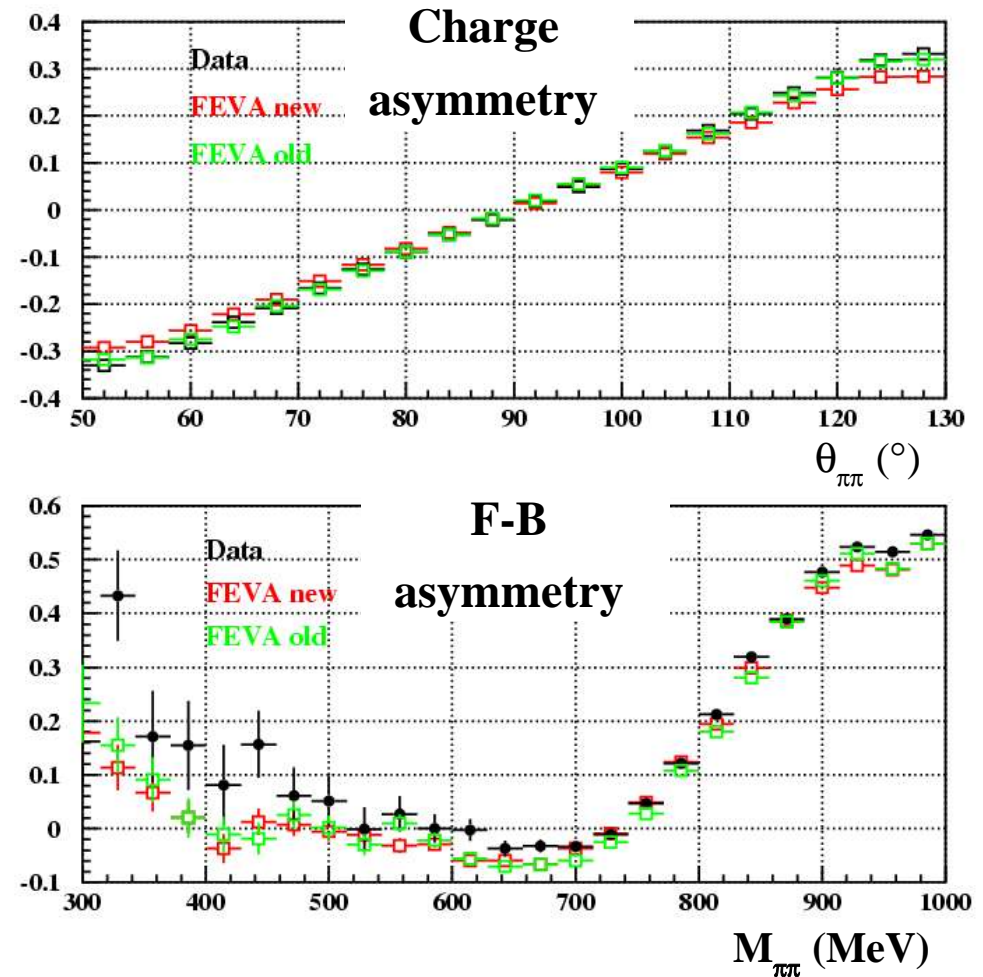 Charge
asymmetry
Data
FEVA new
FEVA old
0.4
0.3
0.2
0.1
0
-0.1
-0.2
-0.3
-0.4
50 60 70 80 90 100 110 120 130
θππ (°)
F-B
asymmetry
Data
FEVA new
FEVA old
0.6
0.5
0.4
0.3
0.2
0.1
0
-0.1
300 400 500 600 700 800 900 1000
Mππ (MeV)